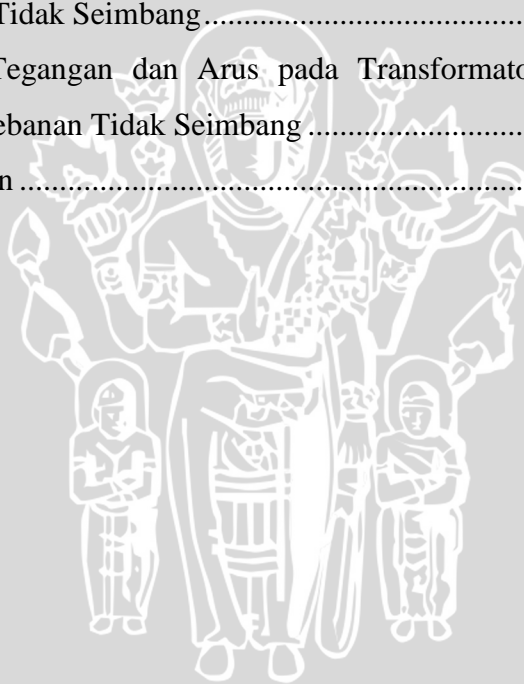 Tidak Seimbang.......................................
Tegangan dan Arus pada Transformato
ebanan Tidak Seimbang..........................
n...............................................................